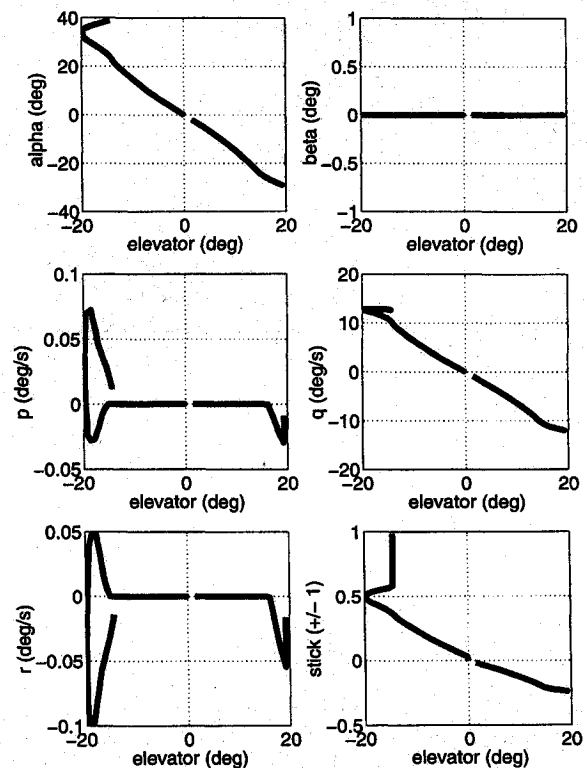 40
20
0
-20
-40
alpha (deg)
-20 0 20
elevator (deg)
1
0.5
0
-0.5
-1
beta (deg)
-20 0 20
elevator (deg)
0.1
0.05
0
-0.05
p (deg/s)
-20 0 20
elevator (deg)
20
10
0
-10
-20
q (deg/s)
-20 0 20
elevator (deg)
0.05
0
-0.05
-0.1
r (deg/s)
-20 0 20
elevator (deg)
1
0.5
0
-0.5
stick (+/- 1)
-20 0 20
elevator (deg)